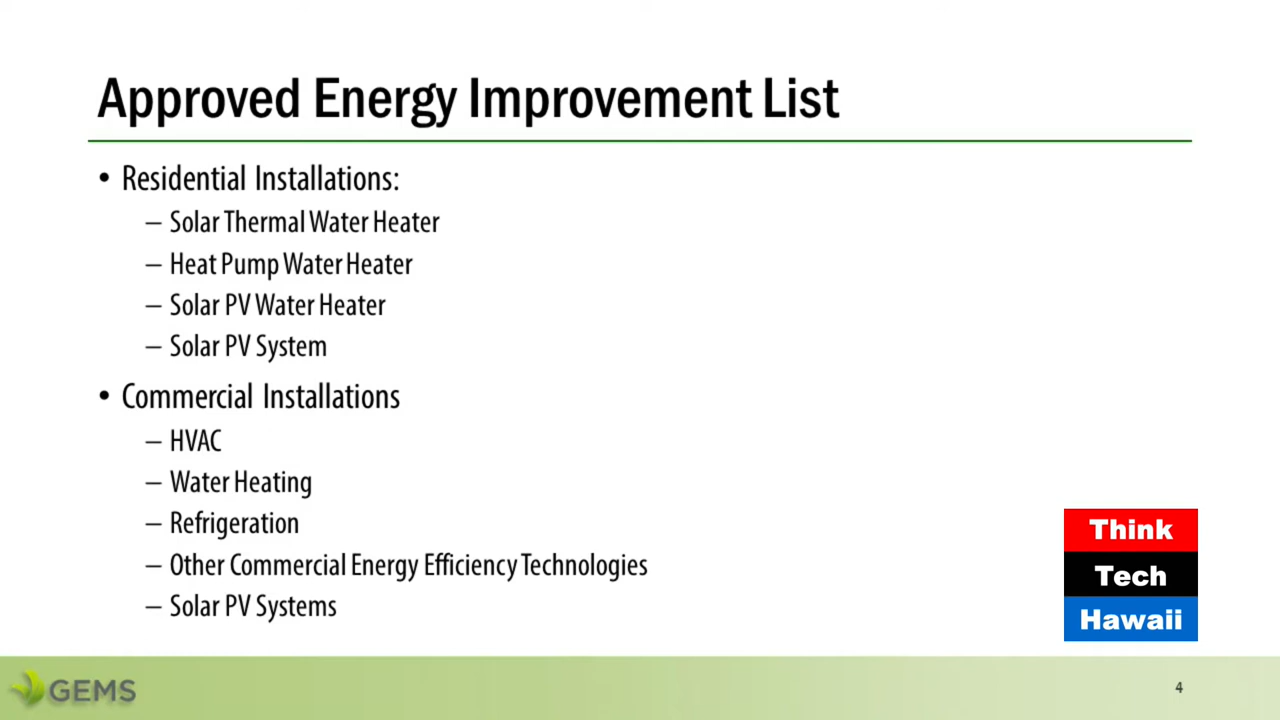 Approved Energy Improvement List
• Residential Installations:
– Solar Thermal Water Heater
– Heat Pump Water Heater
– Solar PV Water Heater
– Solar PV System
• Commercial Installations
– HVAC
– Water Heating
– Refrigeration
– Other Commercial Energy Efficiency Technologies
– Solar PV Systems
Think
Tech
Hawaii
GEMS
4